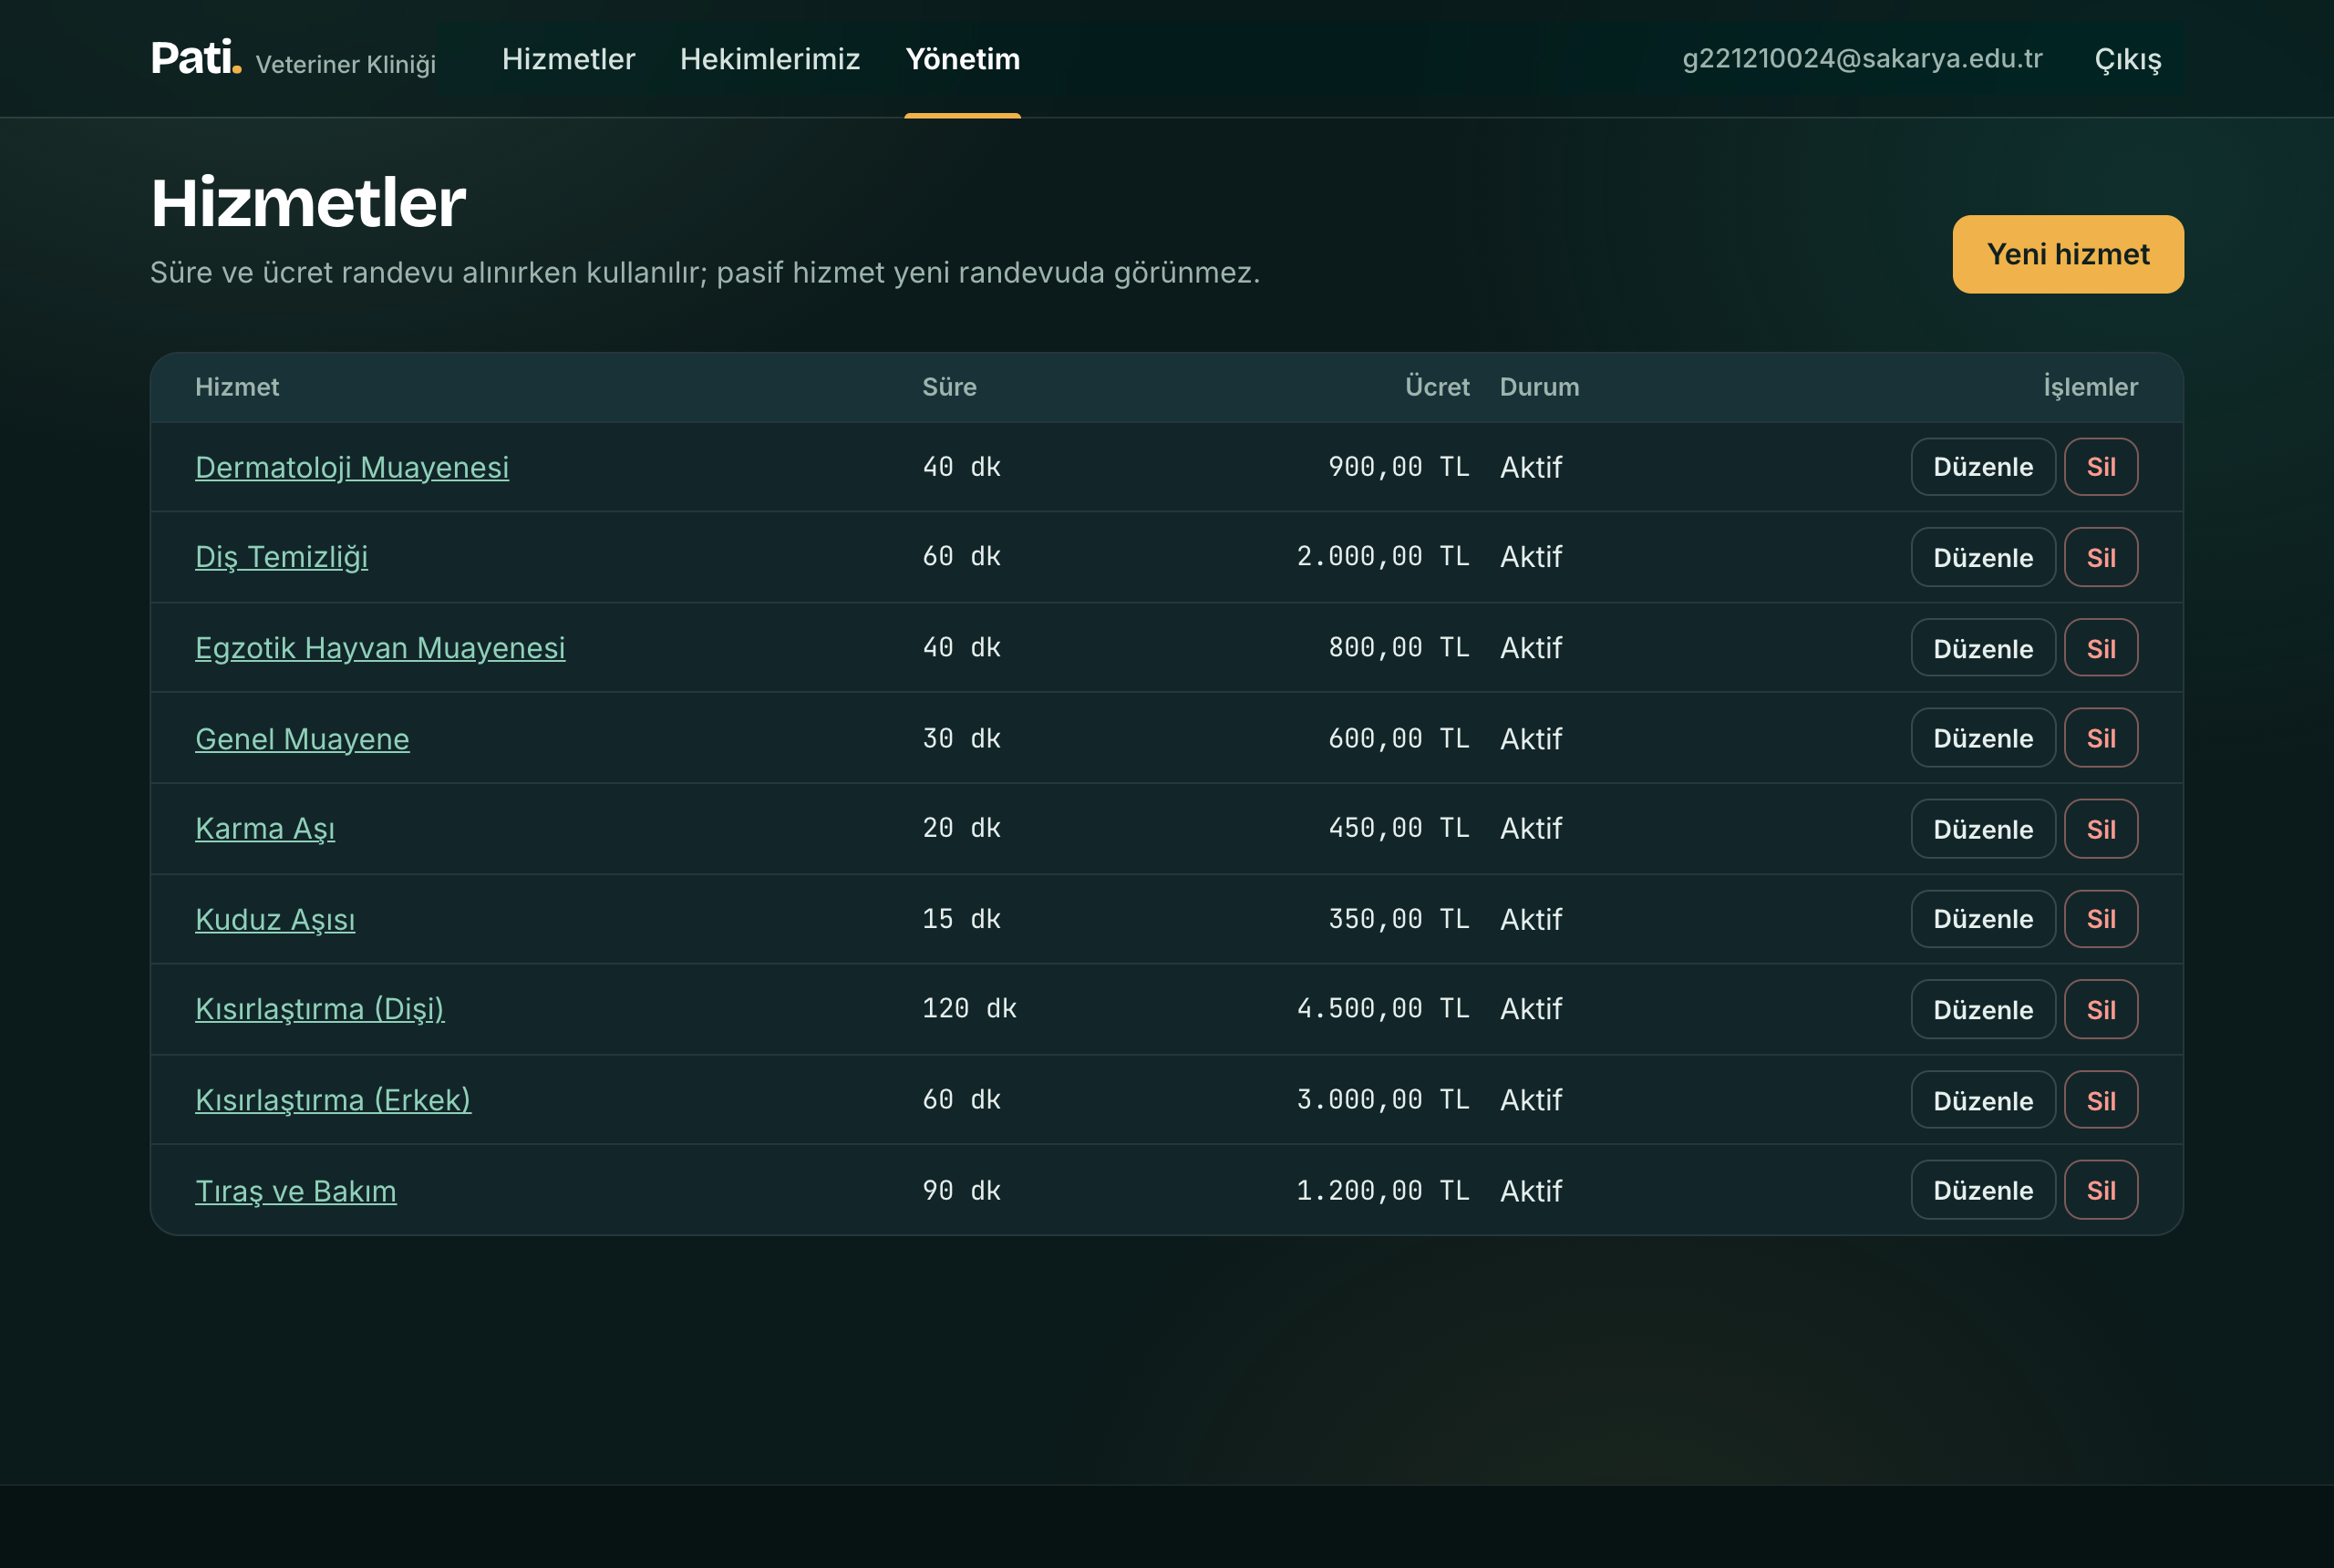 Pati. Veteriner Kliniği Hizmetler Hekimlerimiz Yönetim g221210024@sakarya.edu.tr Çıkış
Hizmetler
Süre ve ücret randevu alınırken kullanılır; pasif hizmet yeni randevuda görünmez.
Yeni hizmet
Hizmet Süre Ücret Durum İşlemler
Dermatoloji Muayenesi 40 dk 900,00 TL Aktif Düzenle Sil
Diş Temizliği 60 dk 2.000,00 TL Aktif Düzenle Sil
Egzotik Hayvan Muayenesi 40 dk 800,00 TL Aktif Düzenle Sil
Genel Muayene 30 dk 600,00 TL Aktif Düzenle Sil
Karma Aşı 20 dk 450,00 TL Aktif Düzenle Sil
Kuduz Aşısı 15 dk 350,00 TL Aktif Düzenle Sil
Kısırlaştırma (Dişi) 120 dk 4.500,00 TL Aktif Düzenle Sil
Kısırlaştırma (Erkek) 60 dk 3.000,00 TL Aktif Düzenle Sil
Tıraş ve Bakım 90 dk 1.200,00 TL Aktif Düzenle Sil